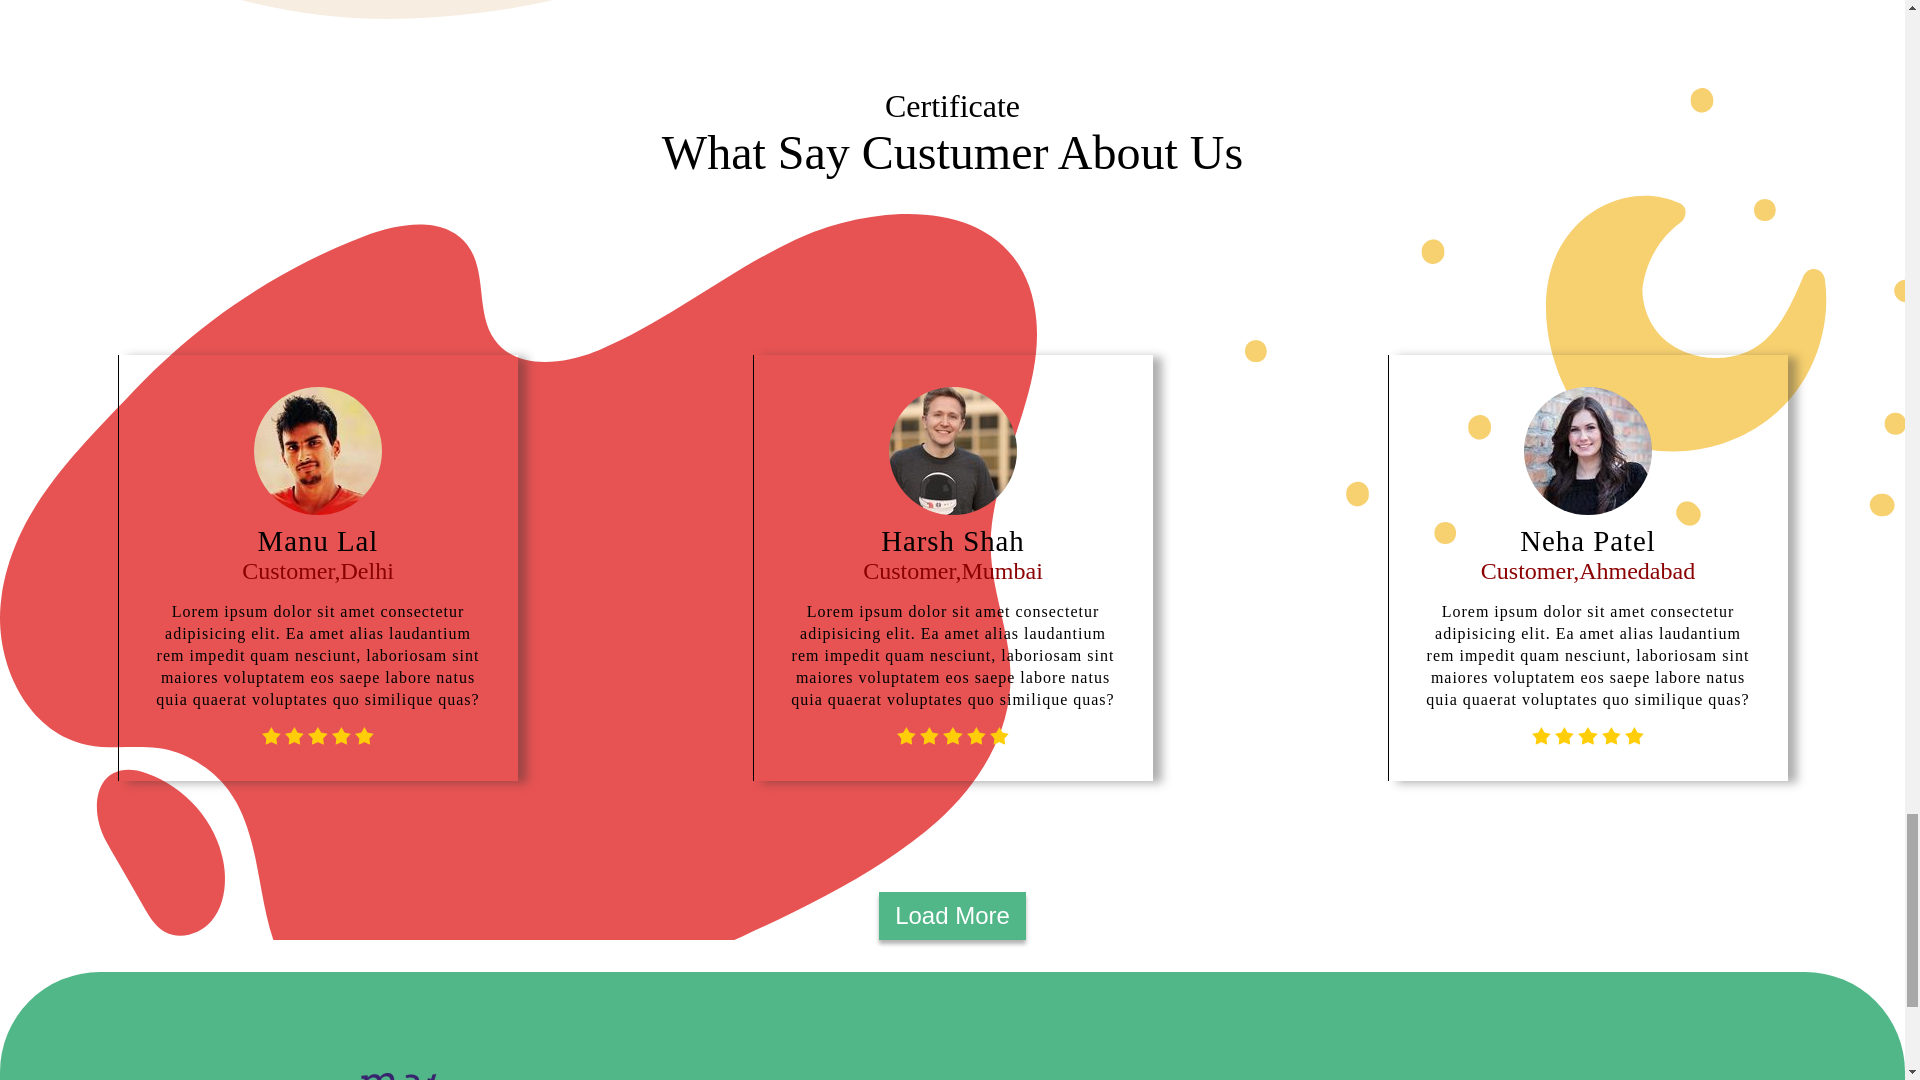 Certificate
What Say Custumer About Us
Manu Lal
Customer,Delhi
Lorem ipsum dolor sit amet consectetur
adipisicing elit. Ea amet alias laudantium
rem impedit quam nesciunt, laboriosam sint
maiores voluptatem eos saepe labore natus
quia quaerat voluptates quo similique quas?
Harsh Shah
Customer,Mumbai
Lorem ipsum dolor sit amet consectetur
adipisicing elit. Ea amet alias laudantium
rem impedit quam nesciunt, laboriosam sint
maiores voluptatem eos saepe labore natus
quia quaerat voluptates quo similique quas?
Neha Patel
Customer,Ahmedabad
Lorem ipsum dolor sit amet consectetur
adipisicing elit. Ea amet alias laudantium
rem impedit quam nesciunt, laboriosam sint
maiores voluptatem eos saepe labore natus
quia quaerat voluptates quo similique quas?
Load More